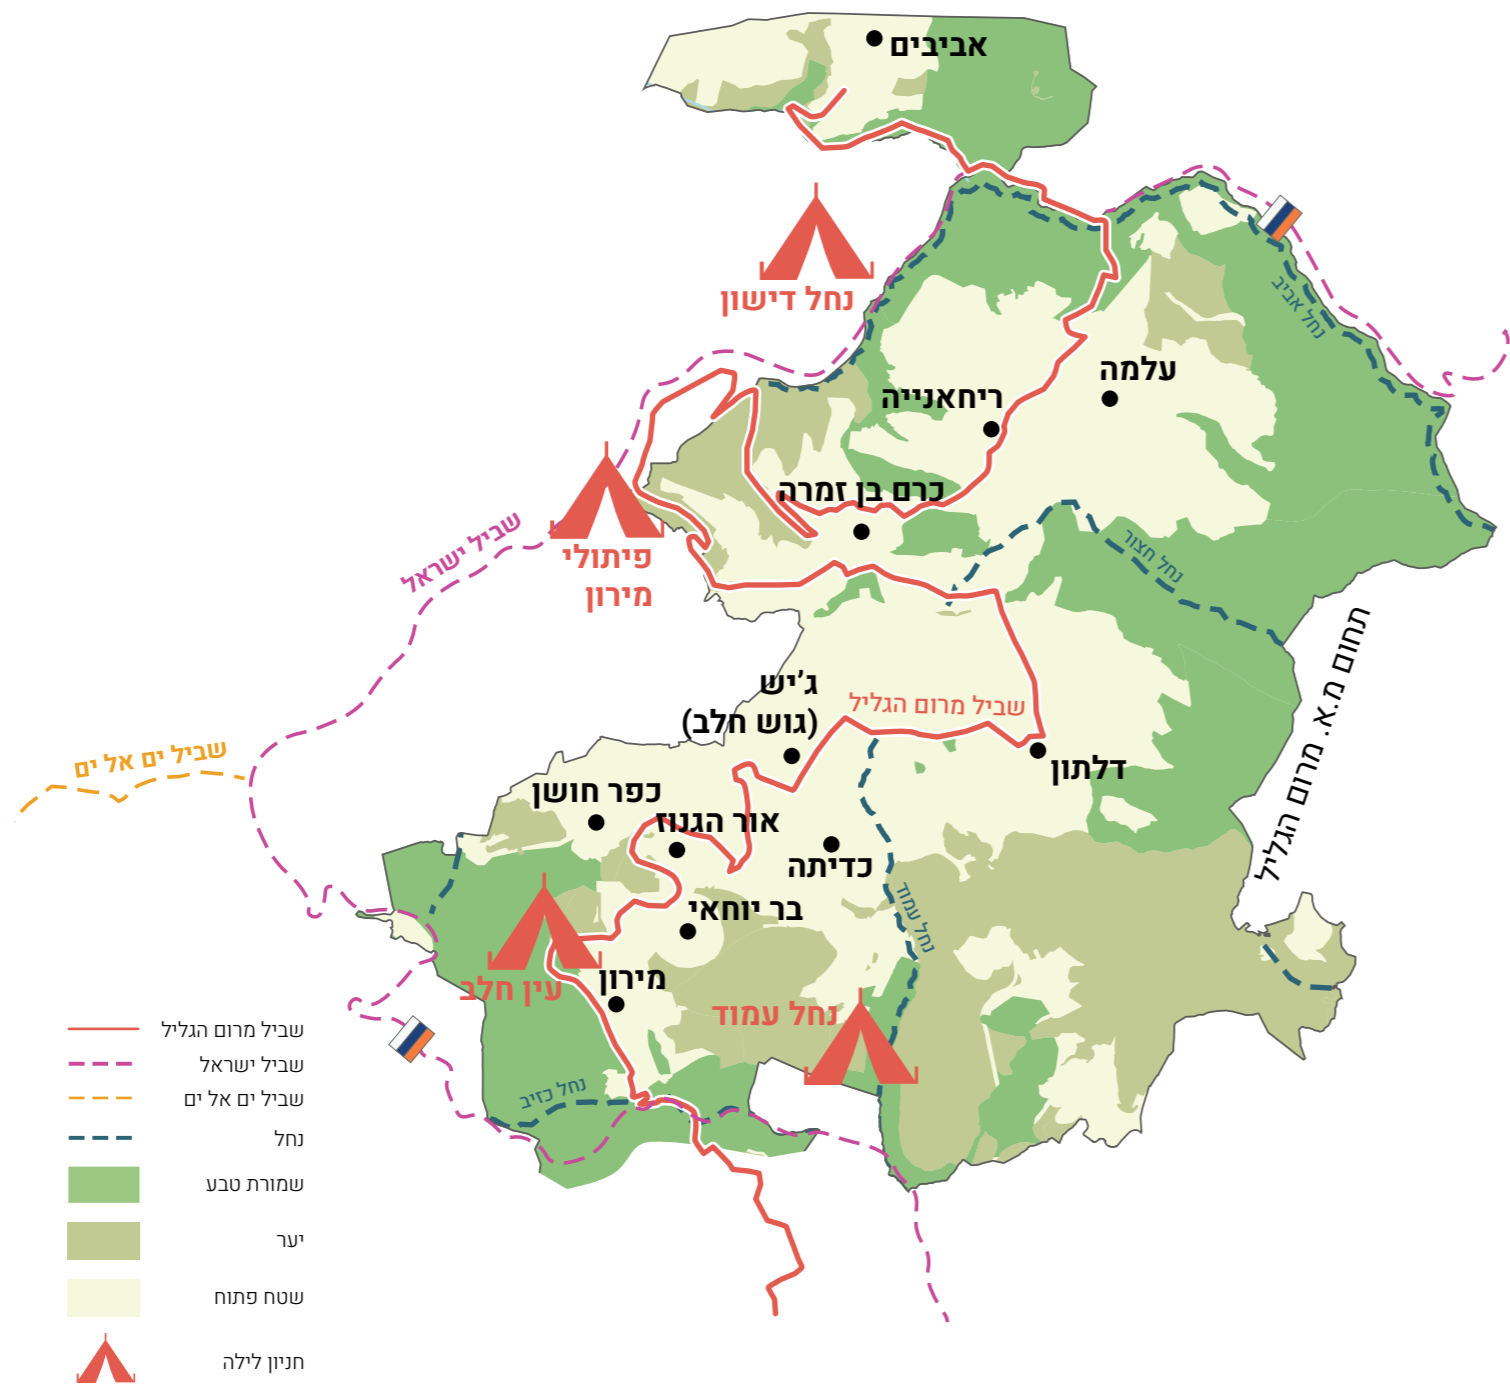 אביבים
נחל דישון
נחל אביב
עלמה
ריחאנייה
כרם בן זמרה
שביל ישראל
פיתולי
מירון
נחל חצור
תחום מ.א. מרום הגליל
ג'יש
(גוש חלב)
שביל מרום הגליל
דלתון
שביל ים אל ים
כפר חושן
אור הגנוז
כדיתה
נחל עמוד
בר יוחאי
מירון
עין חלב
נחל עמוד
נחל כזיב
שביל מרום הגליל
שביל ישראל
שביל ים אל ים
נחל
שמורת טבע
יער
שטח פתוח
חניון לילה